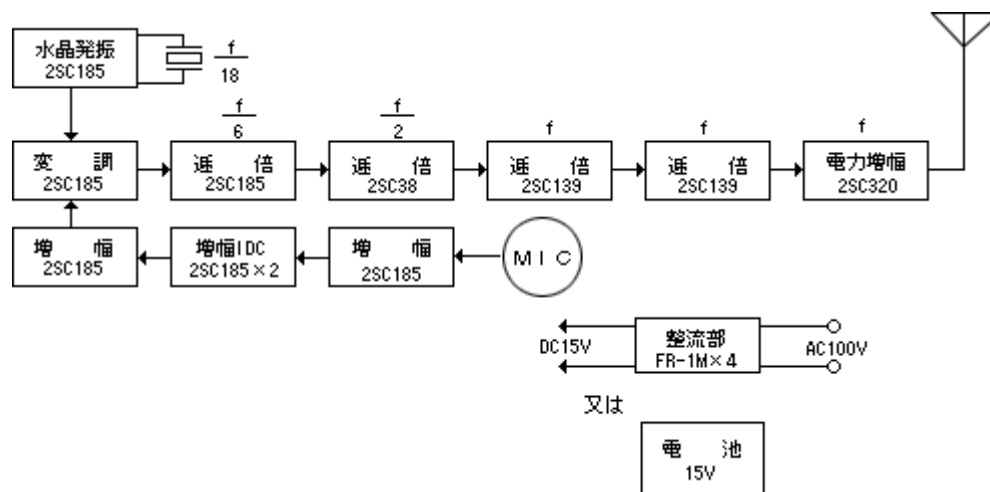 水晶発振
2SC185
f
18
f
6
f
2
f
f
f
変 調
2SC185
逓 倍
2SC185
逓 倍
2SC38
逓 倍
2SC139
逓 倍
2SC139
電力増幅
2SC320
増 幅
2SC185
増幅IDC
2SC185×2
増 幅
2SC185
MIC
DC15V
整流部
FR-1M×4
AC100V
又は
電 池
15V